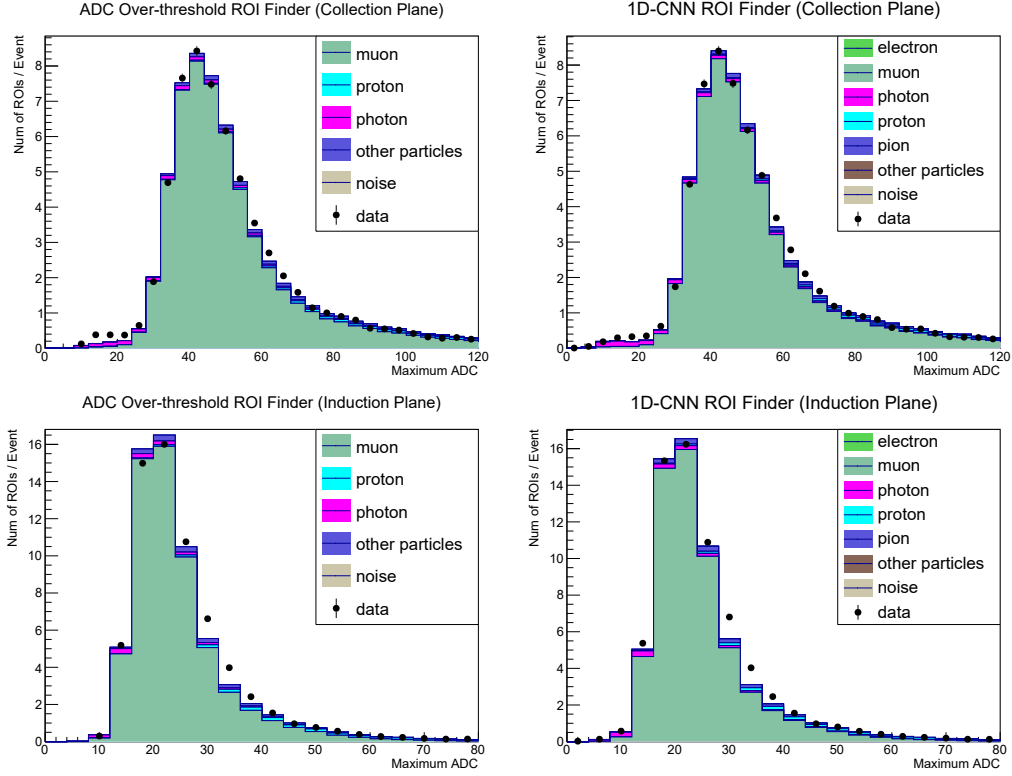 ADC Over-threshold ROI Finder (Collection Plane)
Num of ROIs / Event
0 1 2 3 4 5 6 7 8
0 20 40 60 80 100 120
Maximum ADC
muon
proton
photon
other particles
noise
data
1D-CNN ROI Finder (Collection Plane)
Num of ROIs / Event
0 1 2 3 4 5 6 7 8
0 20 40 60 80 100 120
Maximum ADC
electron
muon
photon
proton
pion
other particles
noise
data
ADC Over-threshold ROI Finder (Induction Plane)
Num of ROIs / Event
0 2 4 6 8 10 12 14 16
0 10 20 30 40 50 60 70 80
Maximum ADC
muon
proton
photon
other particles
noise
data
1D-CNN ROI Finder (Induction Plane)
Num of ROIs / Event
0 2 4 6 8 10 12 14 16
0 10 20 30 40 50 60 70 80
Maximum ADC
electron
muon
photon
proton
pion
other particles
noise
data